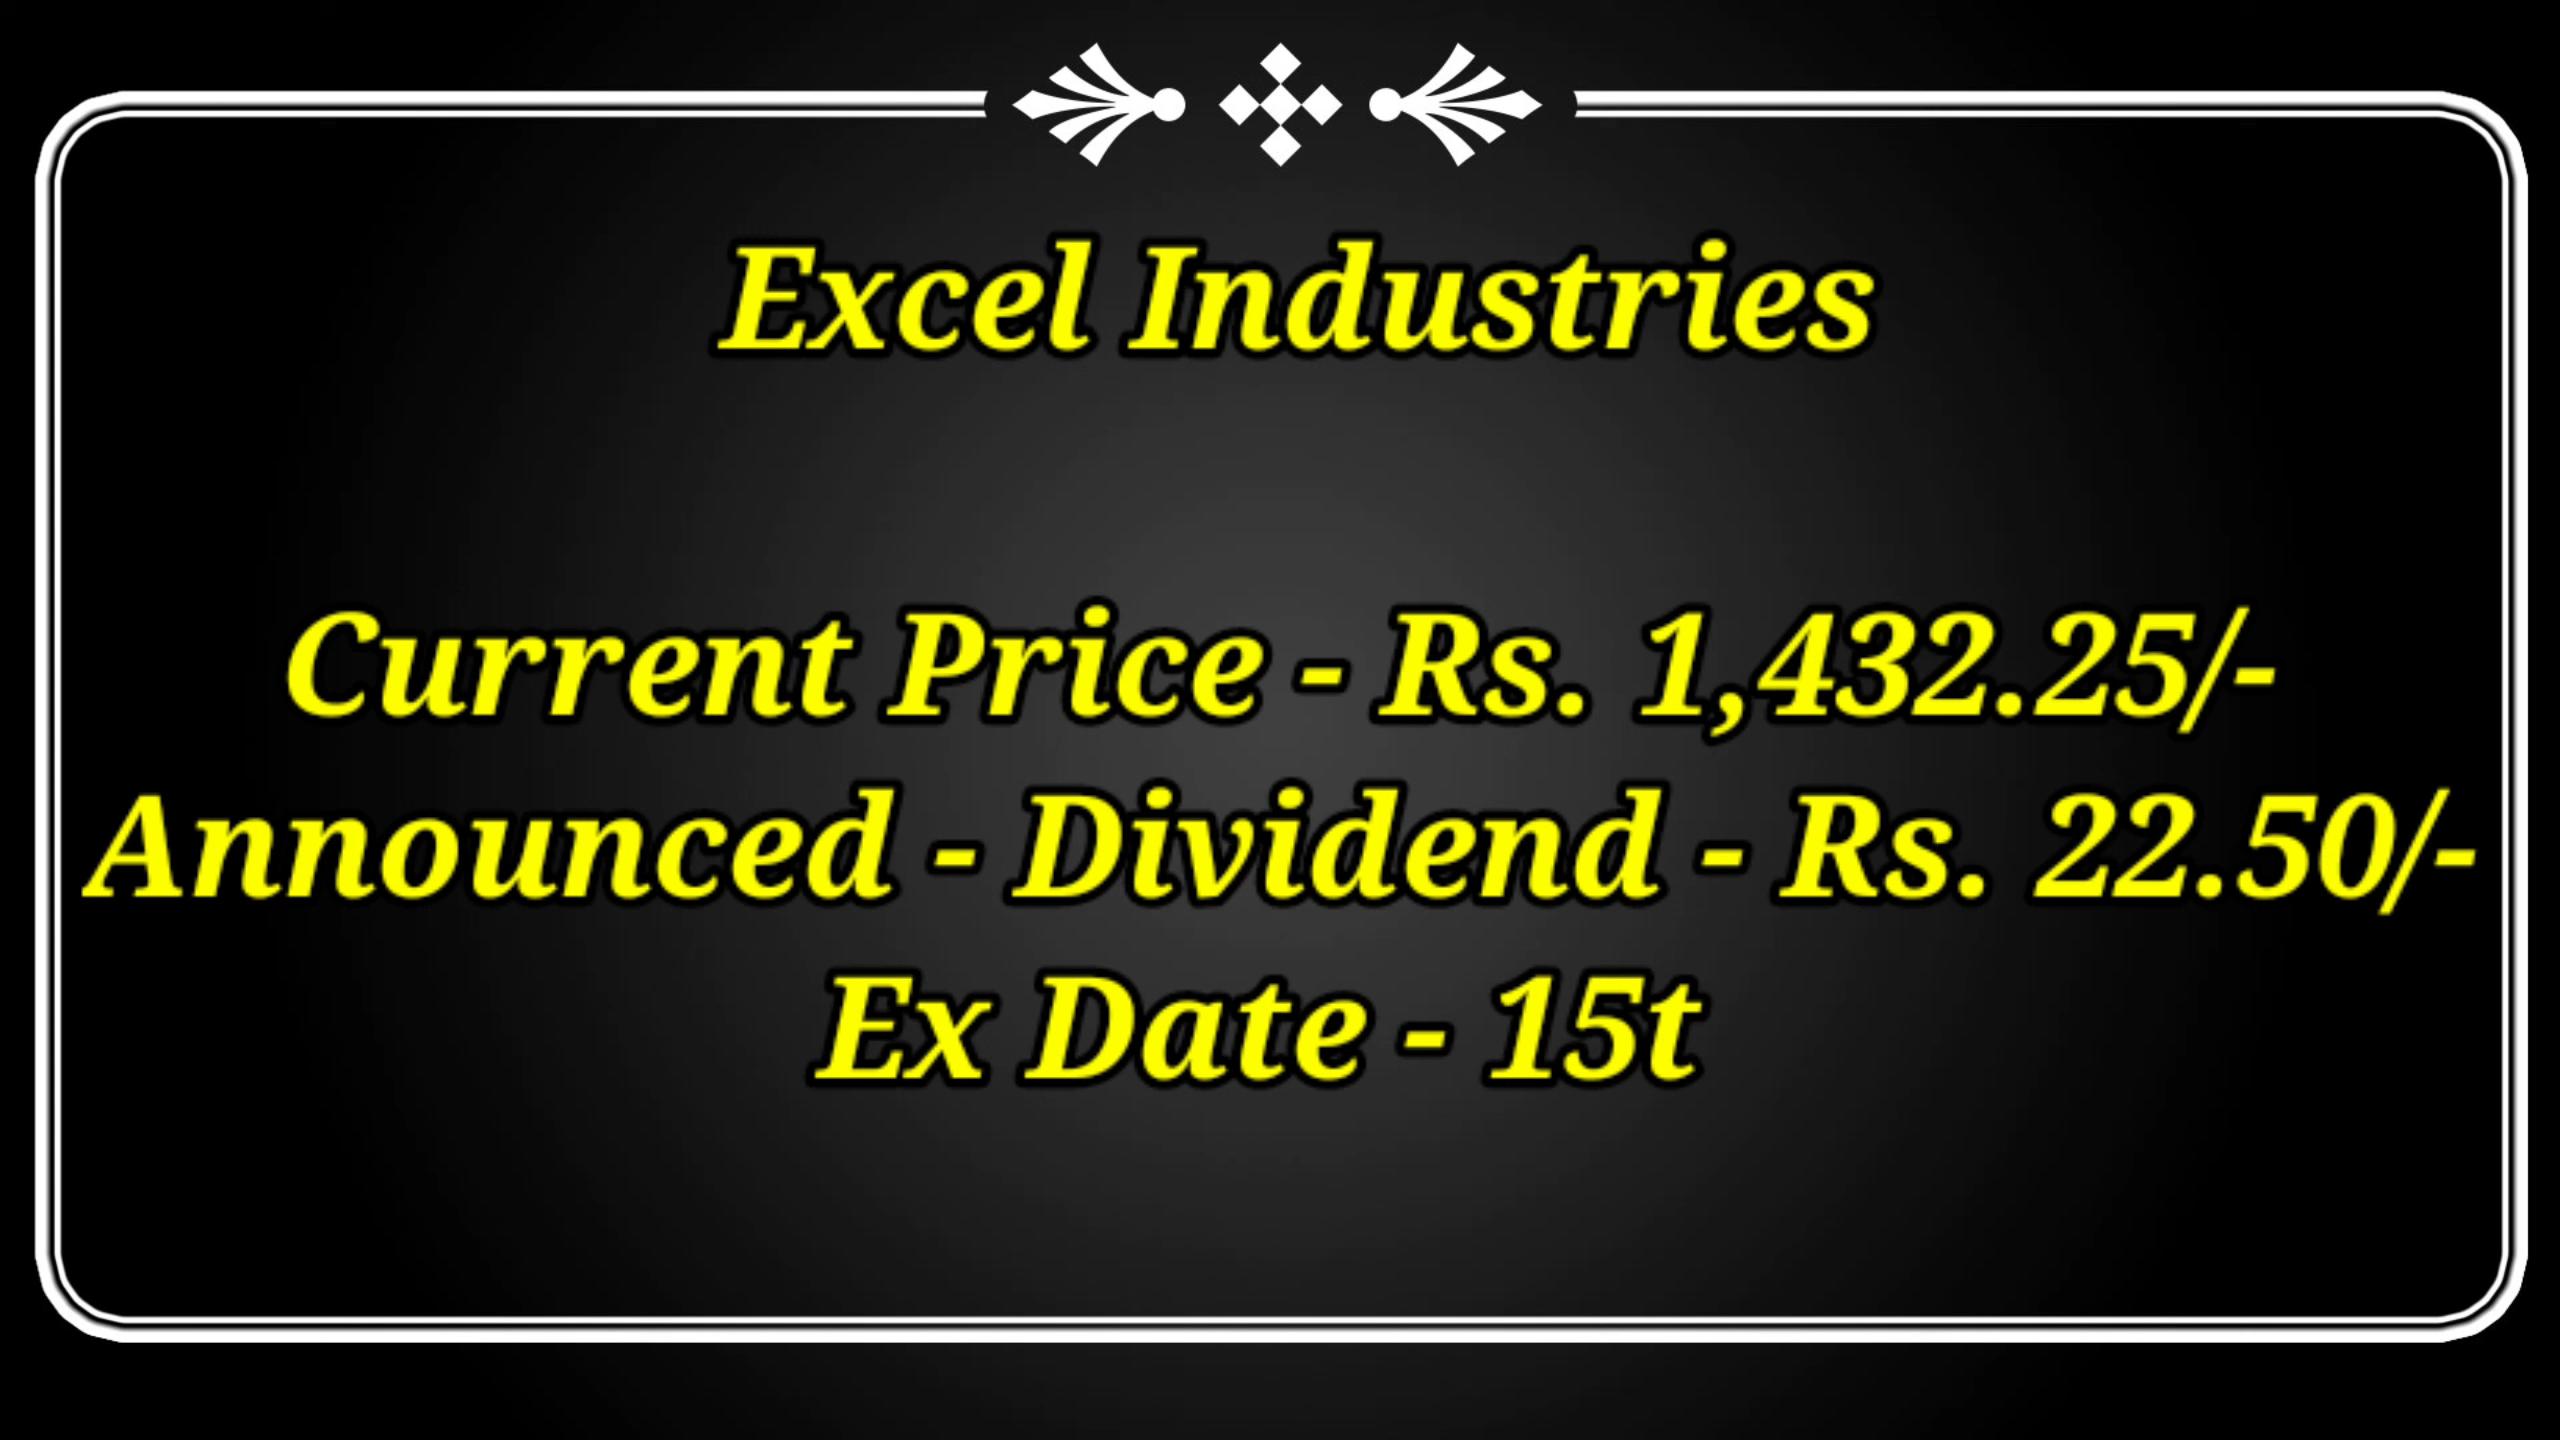 Excel Industries
Current Price - Rs. 1,432.25/-
Announced - Dividend - Rs. 22.50/-
Ex Date - 15t